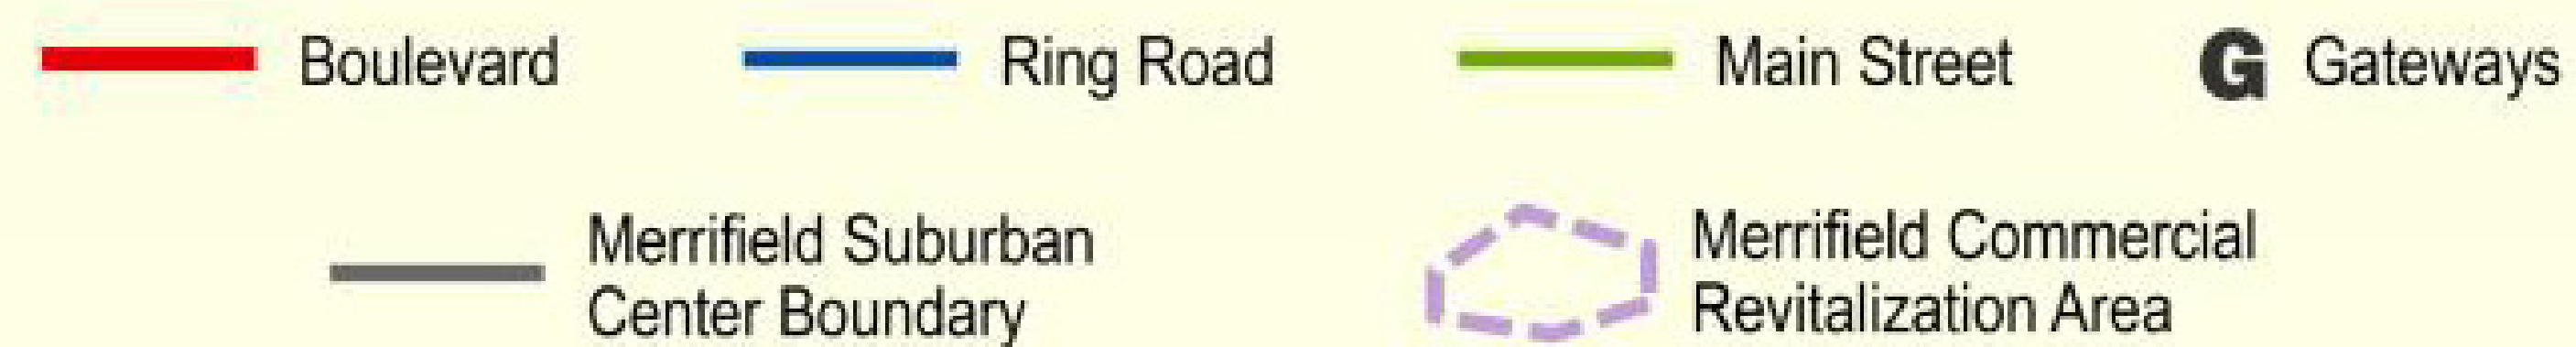 Boulevard Ring Road Main Street G Gateways
Merrifield Suburban
Center Boundary
Merrifield Commercial
Revitalization Area